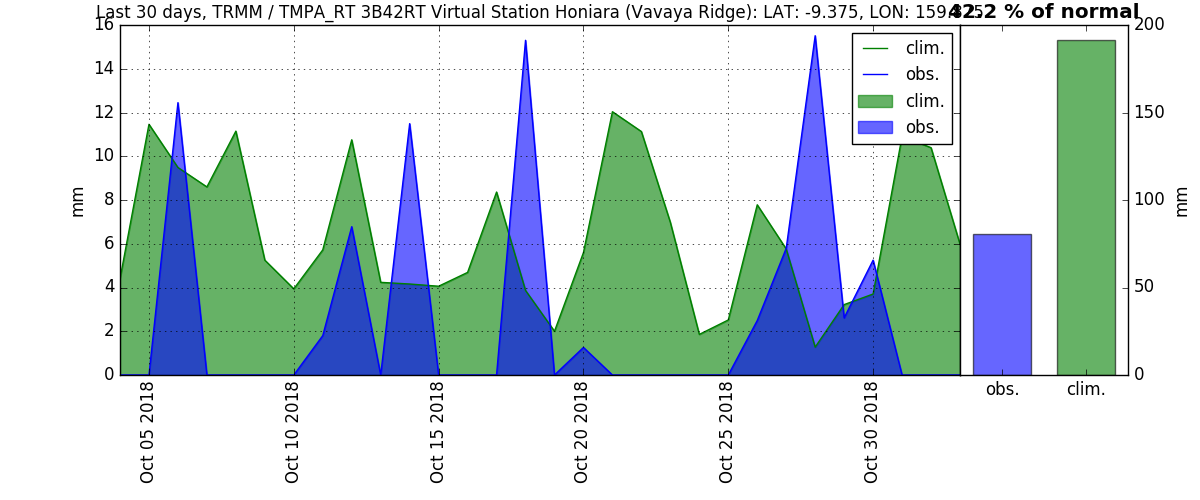 Last 30 days, TRMM / TMPA_RT 3B42RT Virtual Station Honiara (Vavaya Ridge): LAT: -9.375, LON:
42.2 % of normal
16
14
12
10
8
6
4
2
0
mm
clim.
obs.
clim.
obs.
Oct 05 2018
Oct 10 2018
Oct 15 2018
Oct 20 2018
Oct 25 2018
Oct 30 2018
200
150
100
50
0
mm
obs.
clim.